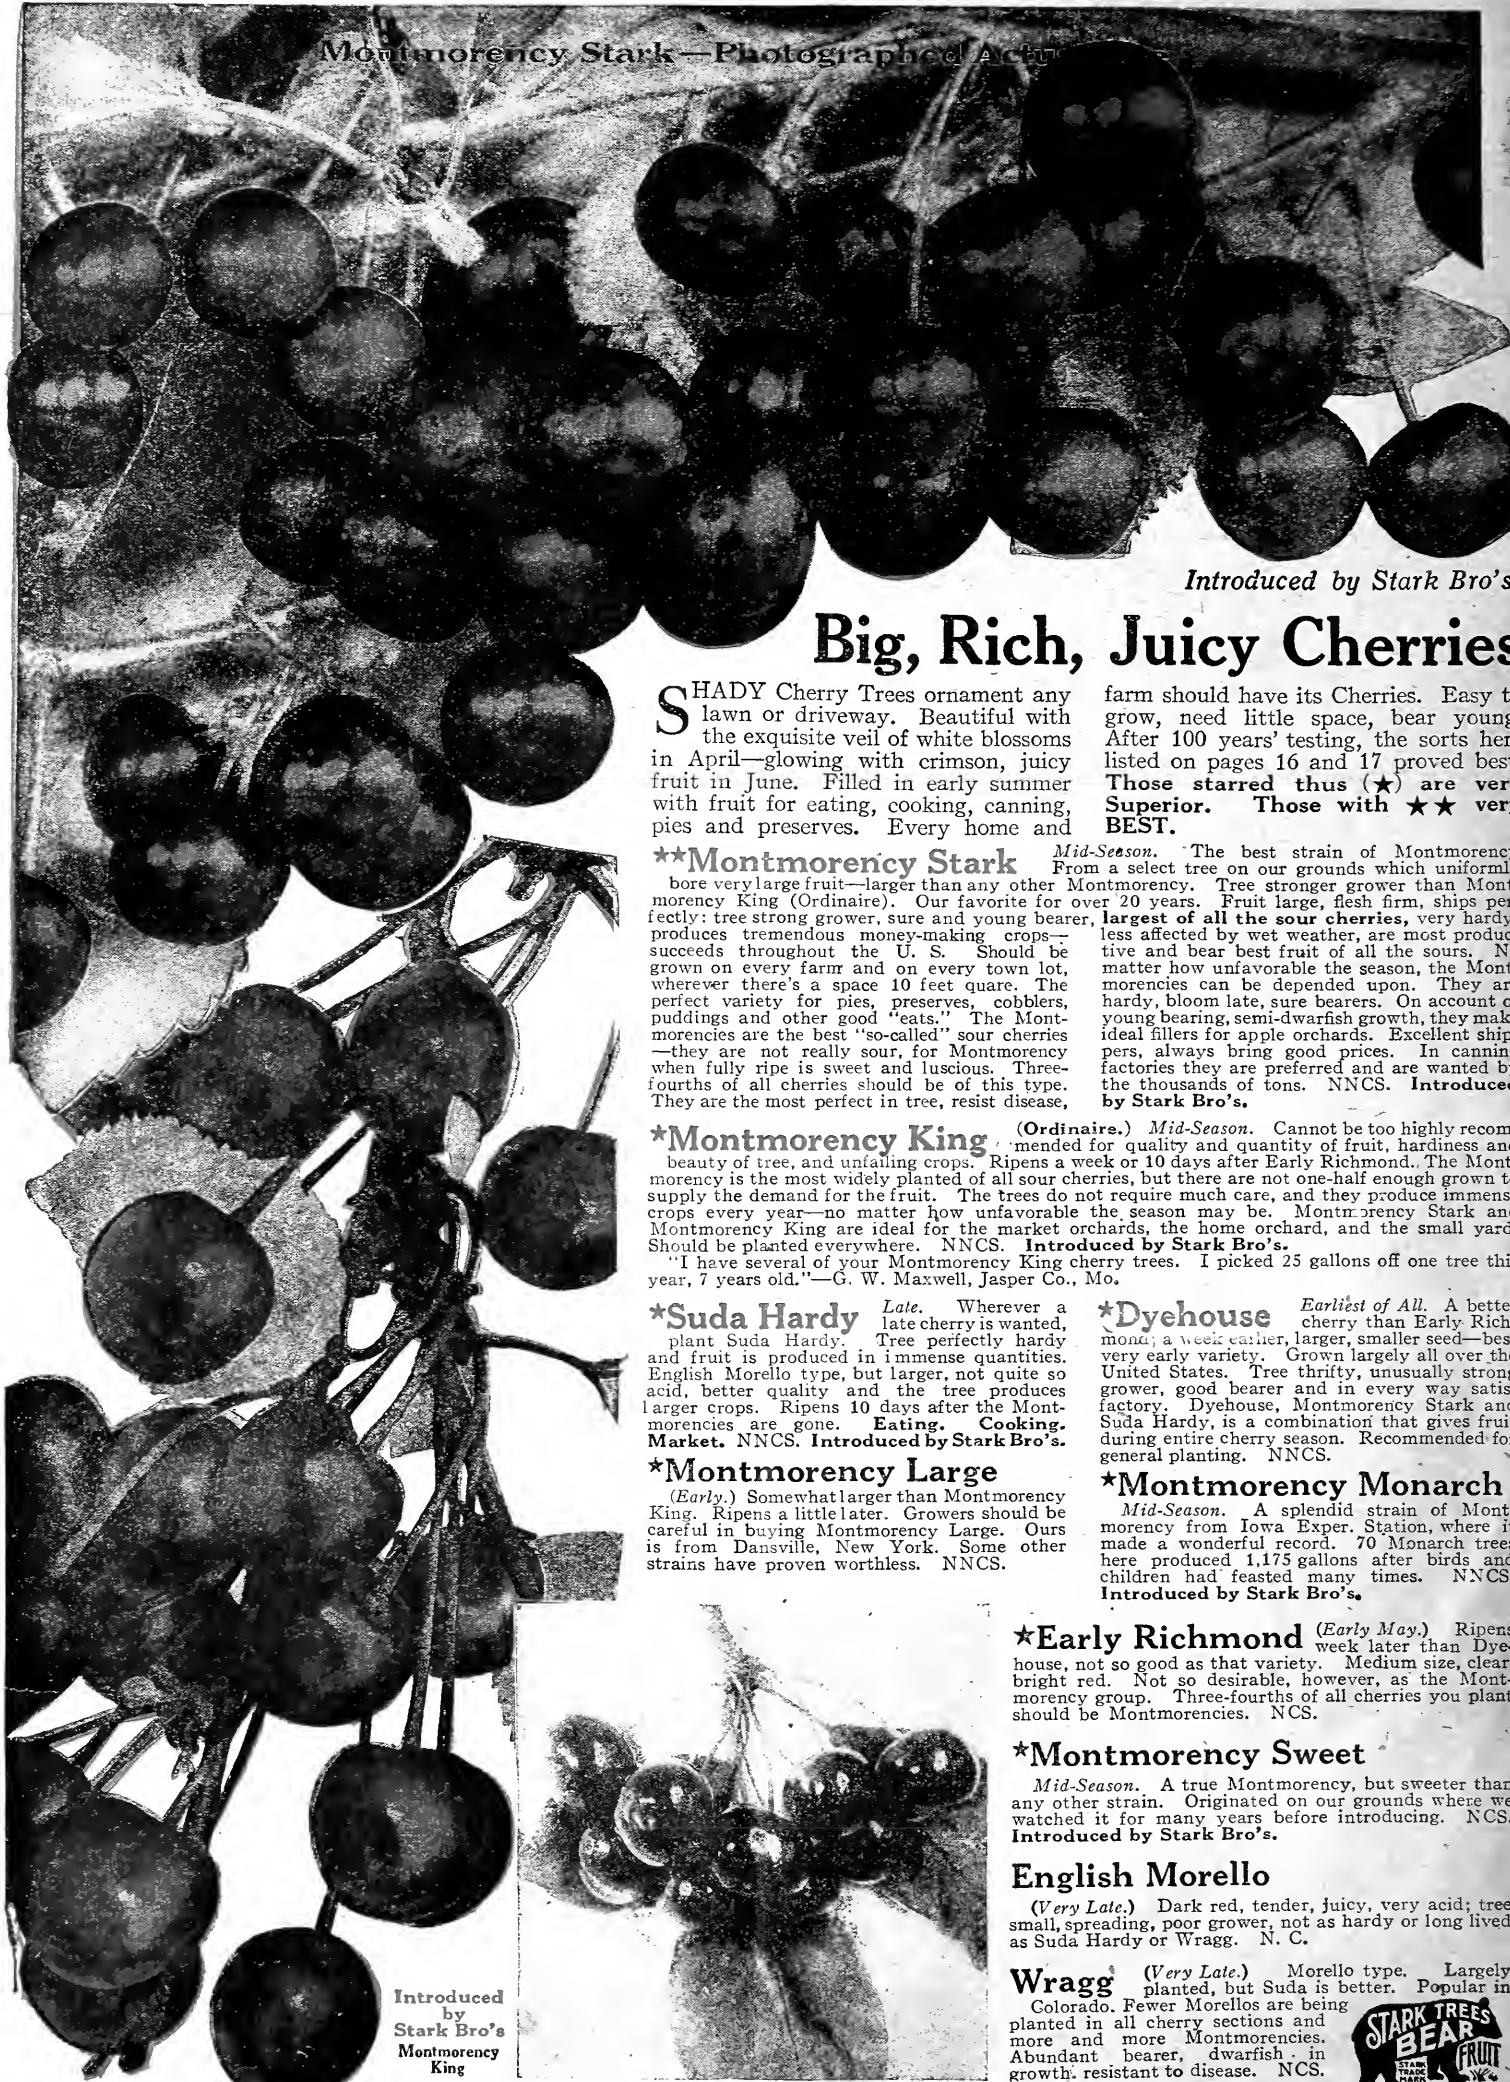 Montmorency Stark—Photographed Actu
Introduced by Stark Bro's
Big, Rich, Juicy Cherries
SHADY Cherry Trees ornament any
lawn or driveway. Beautiful with
the exquisite veil of white blossoms
in April—glowing with crimson, juicy
fruit in June. Filled in early summer
with fruit for eating, cooking, canning,
pies and preserves. Every home and
farm should have its Cherries. Easy t
grow, need little space, bear young
After 100 years' testing, the sorts her
listed on pages 16 and 17 proved bes
Those starred thus (★) are ver
Superior. Those with ★★ ver
BEST.
**Montmorency Stark Mid-Season. The best strain of Montmorenc
From a select tree on our grounds which uniforml
bore very large fruit—larger than any other Montmorency. Tree stronger grower than Mont
morency King (Ordinaire). Our favorite for over 20 years. Fruit large, flesh firm, ships per
fectly: tree strong grower, sure and young bearer, largest of all the sour cherries, very hardy
produces tremendous money-making crops—
succeeds throughout the U. S. Should be
grown on every farm and on every town lot,
wherever there's a space 10 feet quare. The
perfect variety for pies, preserves, cobblers,
puddings and other good "eats." The Mont-
morencies are the best "so-called" sour cherries
—they are not really sour, for Montmorency
when fully ripe is sweet and luscious. Three-
fourths of all cherries should be of this type.
They are the most perfect in tree, resist disease,
less affected by wet weather, are most produc
tive and bear best fruit of all the sours. N
matter how unfavorable the season, the Mont
morencies can be depended upon. They ar
hardy, bloom late, sure bearers. On account o
young bearing, semi-dwarfish growth, they mak
ideal fillers for apple orchards. Excellent ship
pers, always bring good prices. In cannin
factories they are preferred and are wanted b
the thousands of tons. NNCS. Introduced
by Stark Bro's.
*Montmorency King (Ordinaire.) Mid-Season. Cannot be too highly recom
mended for quality and quantity of fruit, hardiness and
beauty of tree, and unfailing crops. Ripens a week or 10 days after Early Richmond. The Mont
morency is the most widely planted of all sour cherries, but there are not one-half enough grown t
supply the demand for the fruit. The trees do not require much care, and they produce immens
crops every year—no matter how unfavorable the season may be. Montmorency Stark an
Montmorency King are ideal for the market orchards, the home orchard, and the small yard
Should be planted everywhere. NNCS. Introduced by Stark Bro's.
"I have several of your Montmorency King cherry trees. I picked 25 gallons off one tree thi
year, 7 years old."—G. W. Maxwell, Jasper Co., Mo.
*Suda Hardy Late. Wherever a
late cherry is wanted,
plant Suda Hardy. Tree perfectly hardy
and fruit is produced in immense quantities.
English Morello type, but larger, not quite so
acid, better quality and the tree produces
larger crops. Ripens 10 days after the Mont-
morencies are gone. Eating. Cooking.
Market. NNCS. Introduced by Stark Bro's.
*Montmorency Large
(Early.) Somewhat larger than Montmorency
King. Ripens a little later. Growers should be
careful in buying Montmorency Large. Ours
is from Dansville, New York. Some other
strains have proven worthless. NNCS.
*Dyehouse Earliest of All. A bette
cherry than Early Rich
mond; a week earlier, larger, smaller seed—bes
very early variety. Grown largely all over th
United States. Tree thrifty, unusually strong
grower, good bearer and in every way satis
factory. Dyehouse, Montmorency Stark and
Suda Hardy, is a combination that gives frui
during entire cherry season. Recommended fo
general planting. NNCS.
*Montmorency Monarch
Mid-Season. A splendid strain of Mont
morency from Iowa Exper. Station, where i
made a wonderful record. 70 Monarch trees
here produced 1,175 gallons after birds and
children had feasted many times. NNCS
Introduced by Stark Bro's.
*Early Richmond (Early May.) Ripens
week later than Dye-
house, not so good as that variety. Medium size, clear
bright red. Not so desirable, however, as the Mont-
morency group. Three-fourths of all cherries you plant
should be Montmorencies. NCS.
*Montmorency Sweet
Mid-Season. A true Montmorency, but sweeter than
any other strain. Originated on our grounds where we
watched it for many years before introducing. NCS.
Introduced by Stark Bro's.
English Morello
(Very Late.) Dark red, tender, juicy, very acid; tree
small, spreading, poor grower, not as hardy or long lived
as Suda Hardy or Wragg. N. C.
Wragg (Very Late.) Morello type. Largely
planted, but Suda is better. Popular in
Colorado. Fewer Morellos are being
planted in all cherry sections and
more and more Montmorencies.
Abundant bearer, dwarfish in
growth, resistant to disease. NCS.
STARK TREES
BEAR
FRUIT
STARK
TRADE
MARK
Introduced
by
Stark Bro's
Montmorency
King